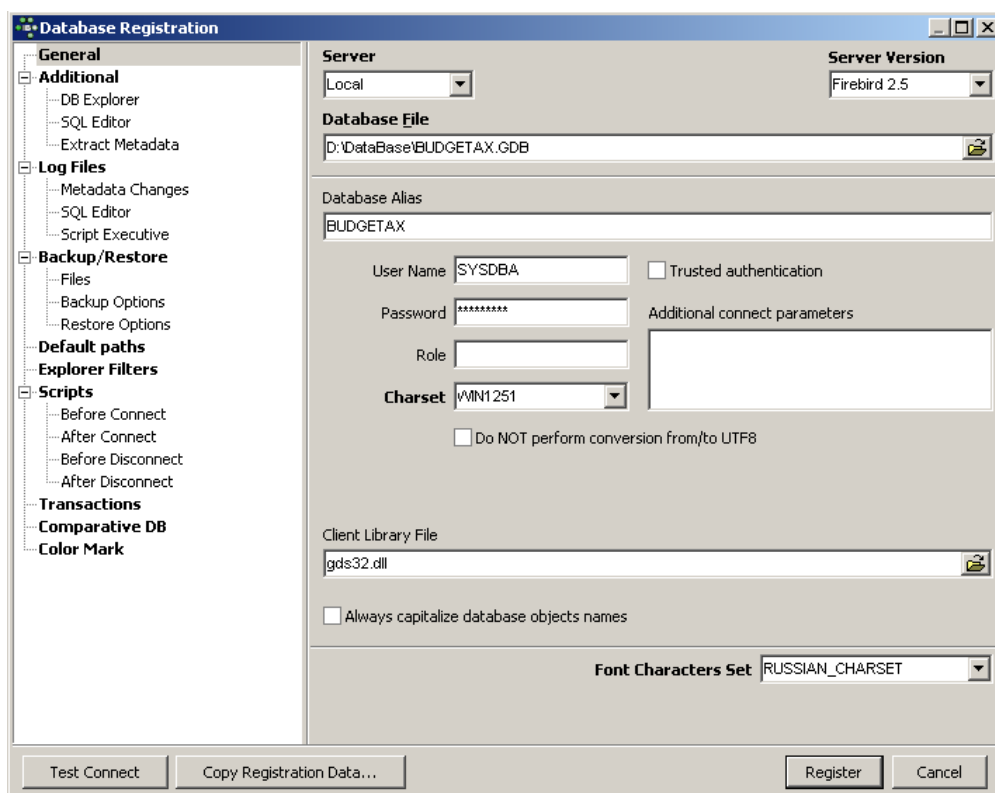 Database Registration
General
Additional
DB Explorer
SQL Editor
Extract Metadata
Log Files
Metadata Changes
SQL Editor
Script Executive
Backup/Restore
Files
Backup Options
Restore Options
Default paths
Explorer Filters
Scripts
Before Connect
After Connect
Before Disconnect
After Disconnect
Transactions
Comparative DB
Color Mark
Server
Server Version
Local
Firebird 2.5
Database File
D:\DataBase\BUDGETAX.GDB
Database Alias
BUDGETAX
User Name SYSDBA
Trusted authentication
Password *********
Additional connect parameters
Role
Charset WIN1251
Do NOT perform conversion from/to UTF8
Client Library File
gds32.dll
Always capitalize database objects names
Font Characters Set RUSSIAN_CHARSET
Test Connect
Copy Registration Data...
Register
Cancel